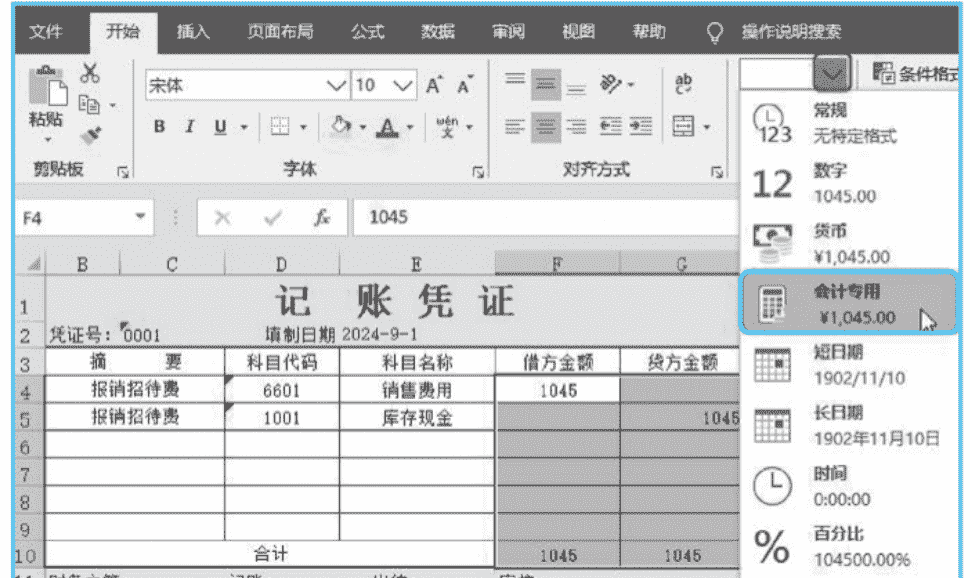 文件 开始 插入 页面布局 公式 数据 审阅 视图 帮助 操作说明搜索
宋体 10 A A ab 条件格式
粘贴 B I U A wén 文
剪贴板 字体 对齐方式
F4 fx 1045
B C D E F G
1 记 账 凭 证
2 凭证号: 0001 填制日期 2024-9-1
3 摘 要 科目代码 科目名称 借方金额 贷方金额
4 报销招待费 6601 销售费用 1045
5 报销招待费 1001 库存现金 1045
6
7
8
9
10 合计 1045 1045
123 常规
无特定格式
12 数字
1045.00
货币
¥1,045.00
会计专用
¥1,045.00
短日期
1902/11/10
长日期
1902年11月10日
时间
0:00:00
% 百分比
104500.00%